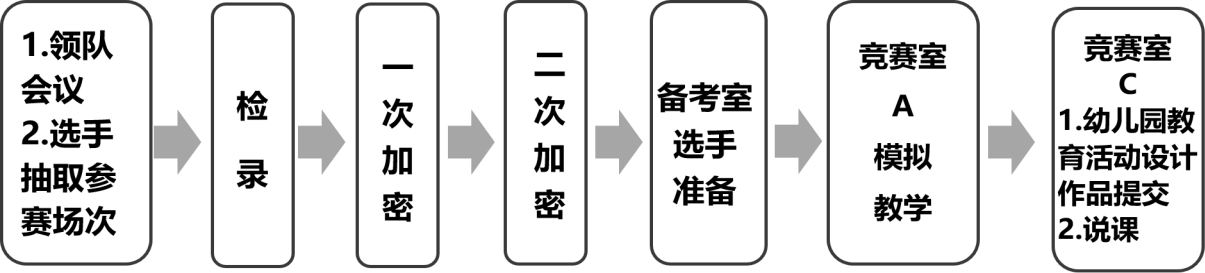 1.领队
会议
2.选手
抽取参
赛场次
检
录
一
次
加
密
二
次
加
密
备考室
选手
准备
竞赛室
A
模拟
教学
竞赛室
C
1.幼儿园教
育活动设计
作品提交
2.说课